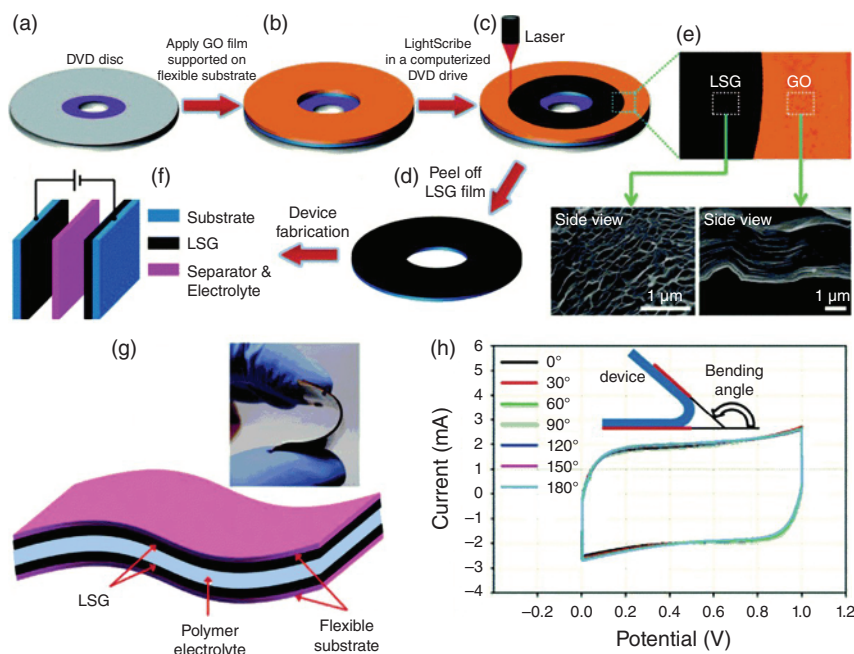 (a)
DVD disc
Apply GO film
supported on
flexible substrate
(b)
LightScribe
in a computerized
DVD drive
(c)
Laser
(e)
LSG
GO
Side view
1 μm
Side view
1 μm
Peel off
LSG film
(d)
Device
fabrication
(f)
Substrate
LSG
Separator &
Electrolyte
(g)
LSG
Polymer
electrolyte
Flexible
substrate
(h)
0°
30°
60°
90°
120°
150°
180°
device
Bending
angle
Current (mA)
6
5
4
3
2
1
0
–1
–2
–3
–4
–0.2
0.0
0.2
0.4
0.6
0.8
1.0
1.2
Potential (V)